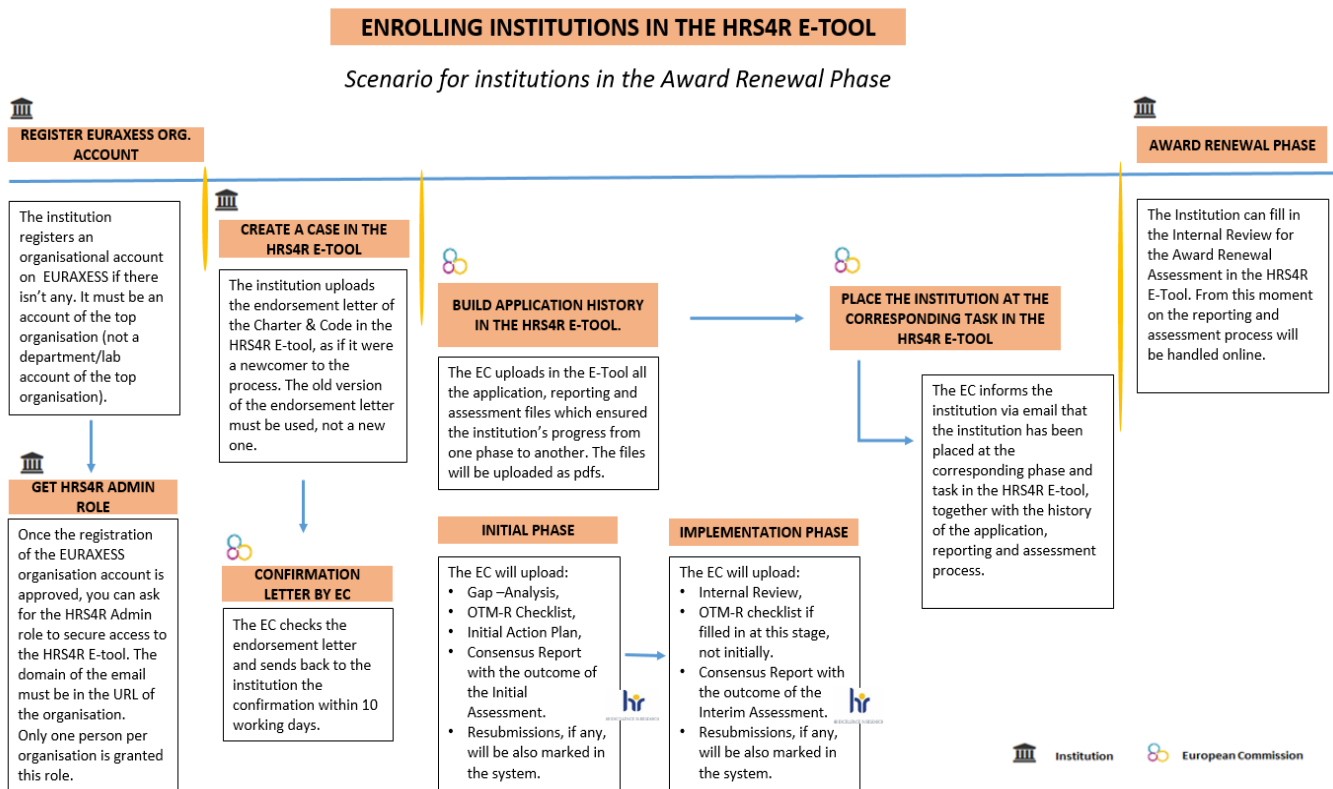 ENROLLING INSTITUTIONS IN THE HRS4R E-TOOL
Scenario for institutions in the Award Renewal Phase
REGISTER EURAXESS ORG.
ACCOUNT
The institution
registers an
organisational account
on EURAXESS if there
isn't any. It must be an
account of the top
organisation (not a
department/lab
account of the top
organisation).
GET HRS4R ADMIN
ROLE
Once the registration
of the EURAXESS
organisation account is
approved, you can ask
for the HRS4R Admin
role to secure access to
the HRS4R E-tool. The
domain of the email
must be in the URL of
the organisation.
Only one person per
organisation is granted
this role.
CREATE A CASE IN THE
HRS4R E-TOOL
The institution uploads
the endorsement letter of
the Charter & Code in the
HRS4R E-tool, as if it were
a newcomer to the
process. The old version
of the endorsement letter
must be used, not a new
one.
CONFIRMATION
LETTER BY EC
The EC checks the
endorsement letter
and sends back to the
institution the
confirmation within 10
working days.
BUILD APPLICATION HISTORY
IN THE HRS4R E-TOOL.
The EC uploads in the E-Tool all
the application, reporting and
assessment files which ensured
the institution's progress from
one phase to another. The files
will be uploaded as pdfs.
INITIAL PHASE
The EC will upload:
• Gap –Analysis,
• OTM-R Checklist,
• Initial Action Plan,
• Consensus Report
with the outcome of
the Initial
Assessment.
• Resubmissions, if any,
will be also marked in
the system.
hr
IMPLEMENTATION PHASE
The EC will upload:
• Internal Review,
• OTM-R checklist if
filled in at this stage,
not initially.
• Consensus Report with
the outcome of the
Interim Assessment.
• Resubmissions, if any,
will be also marked in
the system.
hr
PLACE THE INSTITUTION AT THE
CORRESPONDING TASK IN THE
HRS4R E-TOOL
The EC informs the
institution via email that
the institution has been
placed at the
corresponding phase and
task in the HRS4R E-tool,
together with the history
of the application,
reporting and assessment
process.
AWARD RENEWAL PHASE
The Institution can fill in
the Internal Review for
the Award Renewal
Assessment in the HRS4R
E-Tool. From this moment
on the reporting and
assessment process will
be handled online.
Institution
European Commission